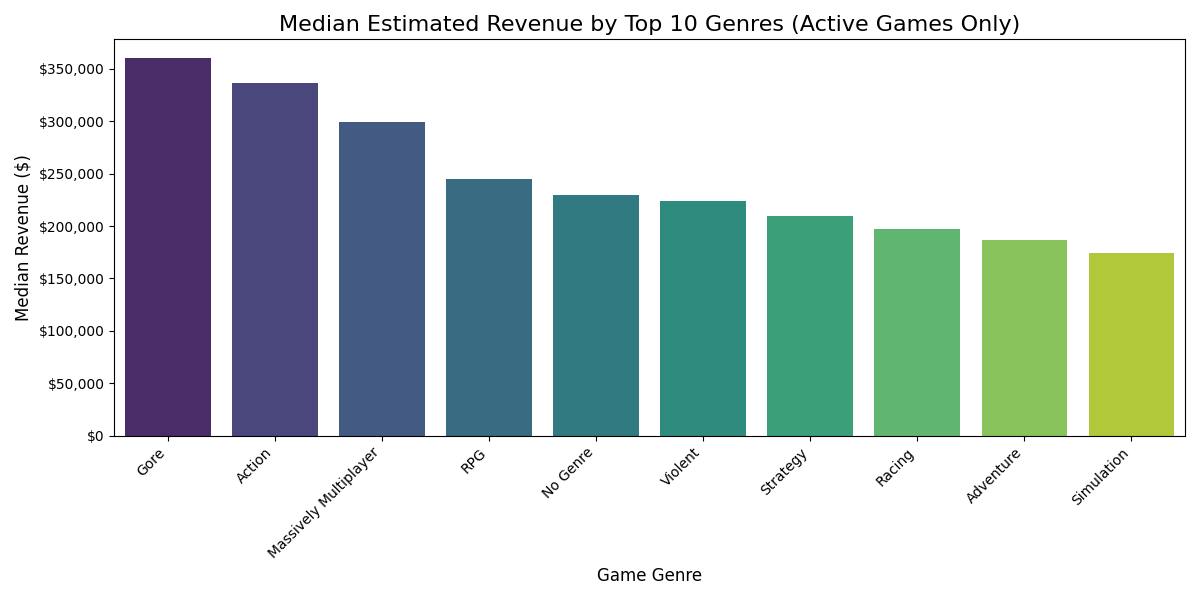 Median Estimated Revenue by Top 10 Genres (Active Games Only)
Median Revenue ($)
$350,000
$300,000
$250,000
$200,000
$150,000
$100,000
$50,000
$0
Gore
Action
Massively Multiplayer
RPG
No Genre
Violent
Strategy
Racing
Adventure
Simulation
Game Genre